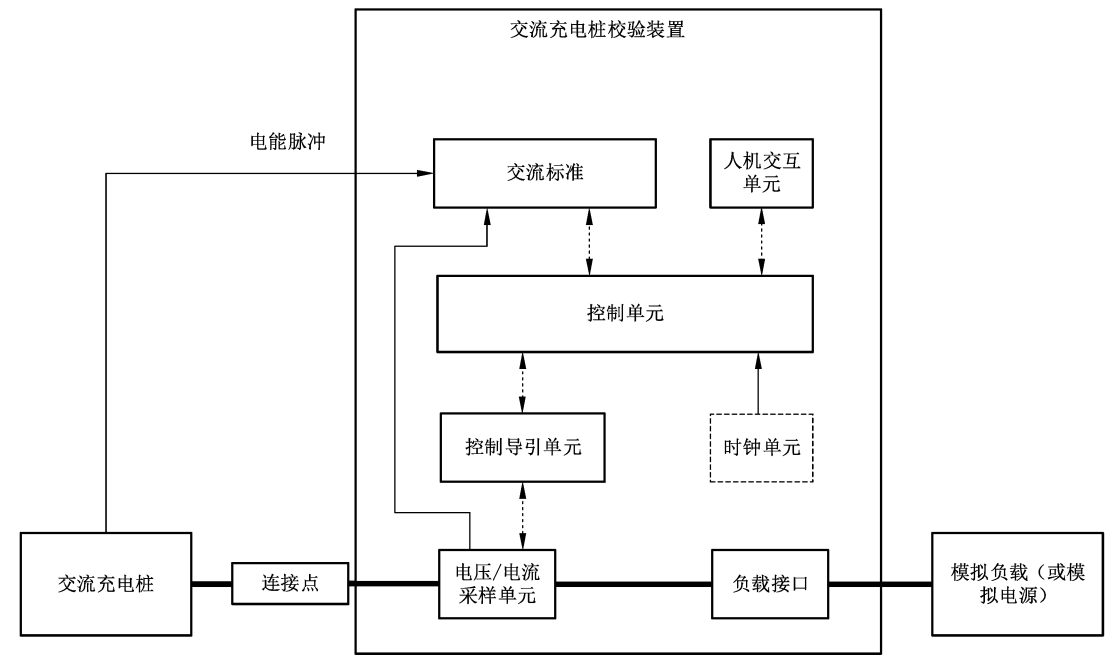 交流充电桩校验装置
电能脉冲
交流标准
人机交互
单元
控制单元
控制导引单元
时钟单元
交流充电桩
连接点
电压/电流
采样单元
负载接口
模拟负载（或模
拟电源）